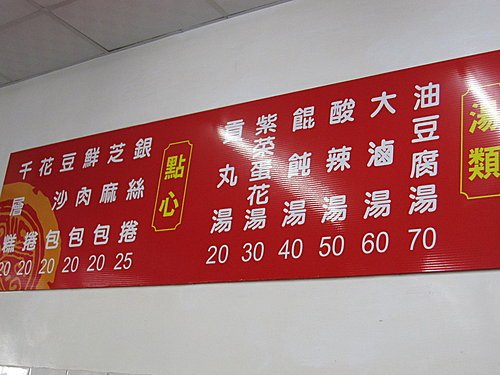 湯類
油豆腐湯 70
大滷湯 60
酸辣湯 50
餛飩湯 40
紫菜蛋花湯 30
貢丸湯 20
點心
銀絲捲 25
芝麻包 20
鮮肉包 20
豆沙包 20
花捲 20
千層糕 20